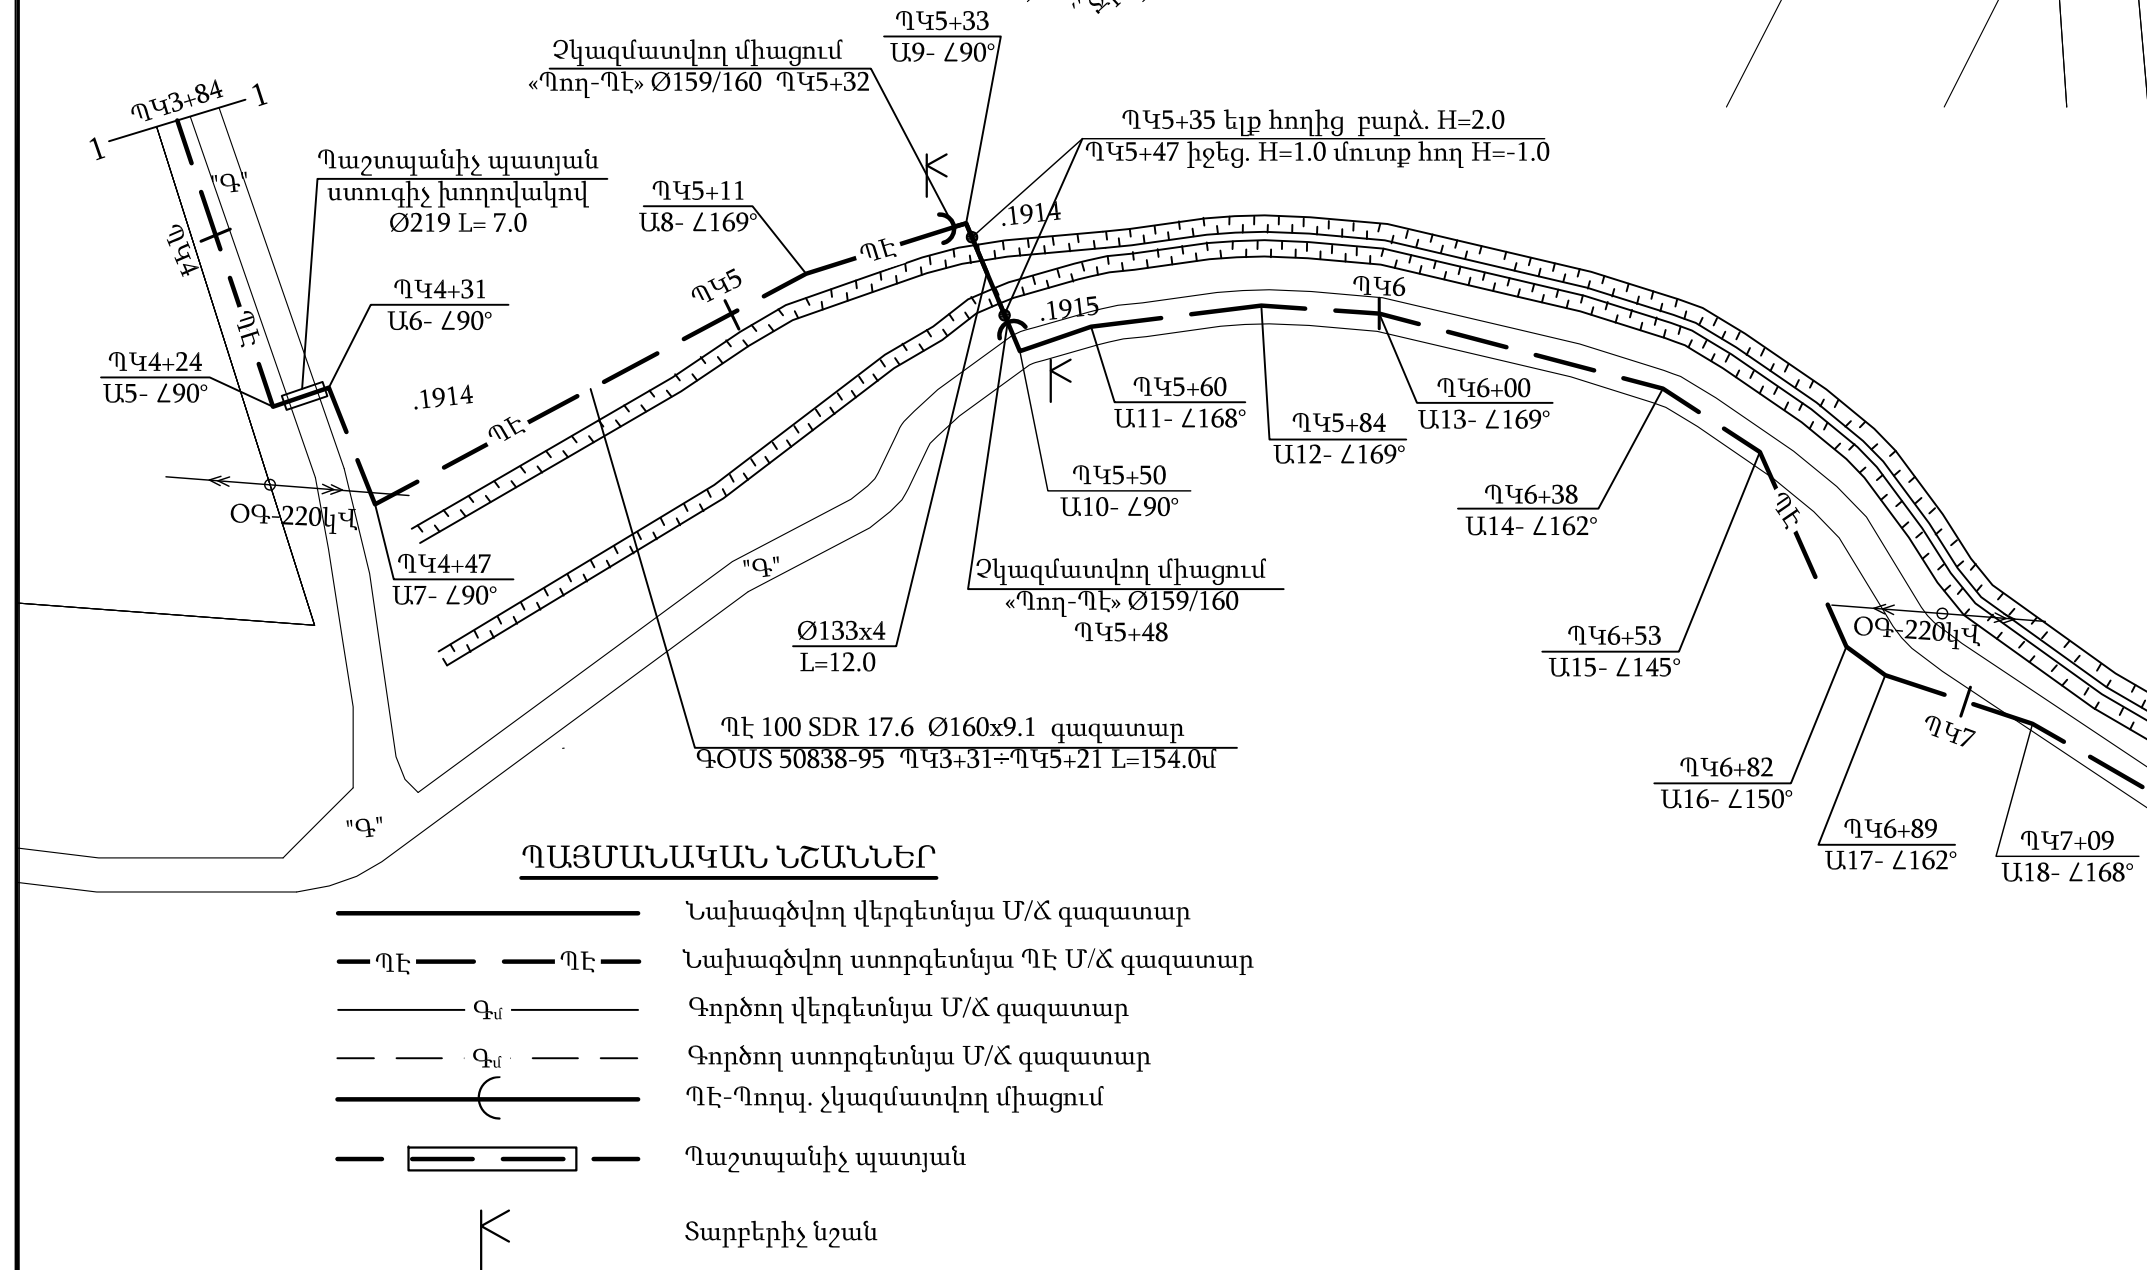 ՊԿ5+33
Ա9- ∠90°
Չկազմատվող միացում
«Պող-Պէ» Ø159/160 ՊԿ5+32
1
ՊԿ3+84
1
ՊԿ5+35 ելք հողից բարձ. H=2.0
ՊԿ5+47 իջեց. H=1.0 մուտք հող H=-1.0
Պաշտպանիչ պատյան
ստուգիչ խողովակով
Ø219 L= 7.0
"Գ"
ՊԿ5+11
Ա8- ∠169°
.1914
ՊԿ4
ՊԷ
ՊԿ5
ՊԿ6
ՊԿ4+31
Ա6- ∠90°
.1915
ՊԷ
ՊԿ4+24
Ա5- ∠90°
.1914
ՊԷ
ՊԿ5+60
Ա11- ∠168°
ՊԿ6+00
Ա13- ∠169°
ՊԿ5+84
Ա12- ∠169°
ՊԿ5+50
Ա10- ∠90°
ՊԿ6+38
Ա14- ∠162°
ՊԷ
ՕԳ-220կՎ
ՊԿ4+47
Ա7- ∠90°
"Գ"
Չկազմատվող միացում
«Պող-Պէ» Ø159/160
ՊԿ5+48
Ø133x4
L=12.0
ՊԿ6+53
Ա15- ∠145°
ՕԳ-220կՎ
ՊԷ 100 SDR 17.6 Ø160x9.1 գազատար
ԳՕՍՏ 50838-95 ՊԿ3+31÷ՊԿ5+21 L=154.0մ
ՊԿ7
ՊԿ6+82
Ա16- ∠150°
ՊԿ6+89
Ա17- ∠162°
ՊԿ7+09
Ա18- ∠168°
"Գ"
ՊԱՅՄԱՆԱԿԱՆ ՆՇԱՆՆԵՐ
Նախագծվող վերգետնյա Մ/Ճ գազատար
ՊԷ ՊԷ Նախագծվող ստորգետնյա ՊԷ Մ/Ճ գազատար
Գմ Գործող վերգետնյա Մ/Ճ գազատար
Գմ Գործող ստորգետնյա Մ/Ճ գազատար
ՊԷ-Պողպ. չկազմատվող միացում
Պաշտպանիչ պատյան
Տարբերիչ նշան